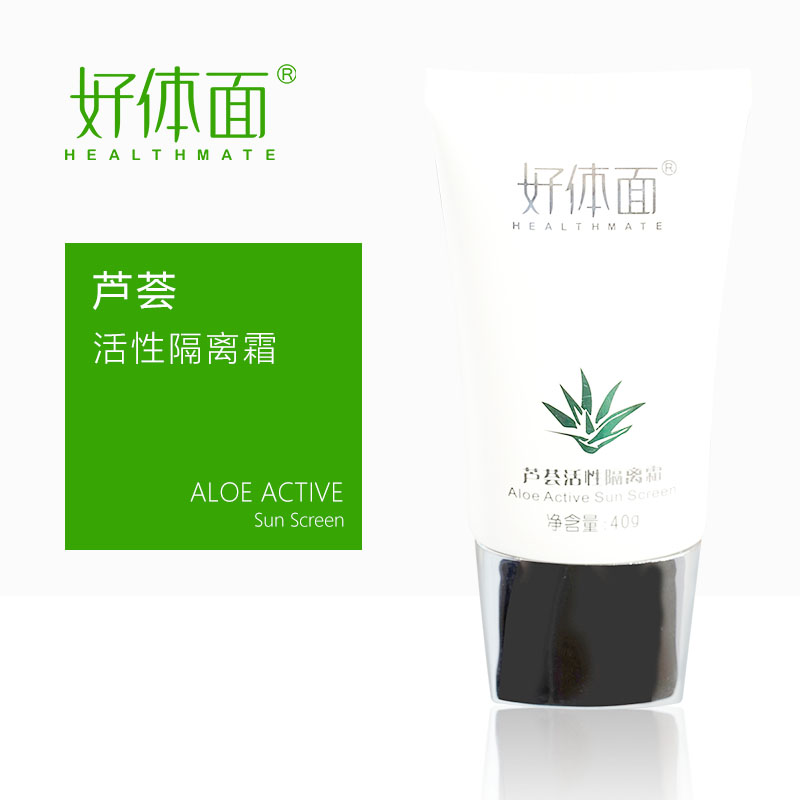 好体面®
HEALTHMATE
芦荟
活性隔离霜
ALOE ACTIVE
Sun Screen
好体面®
HEALTHMATE
芦荟活性隔离霜
Aloe Active Sun Screen
净含量:40g